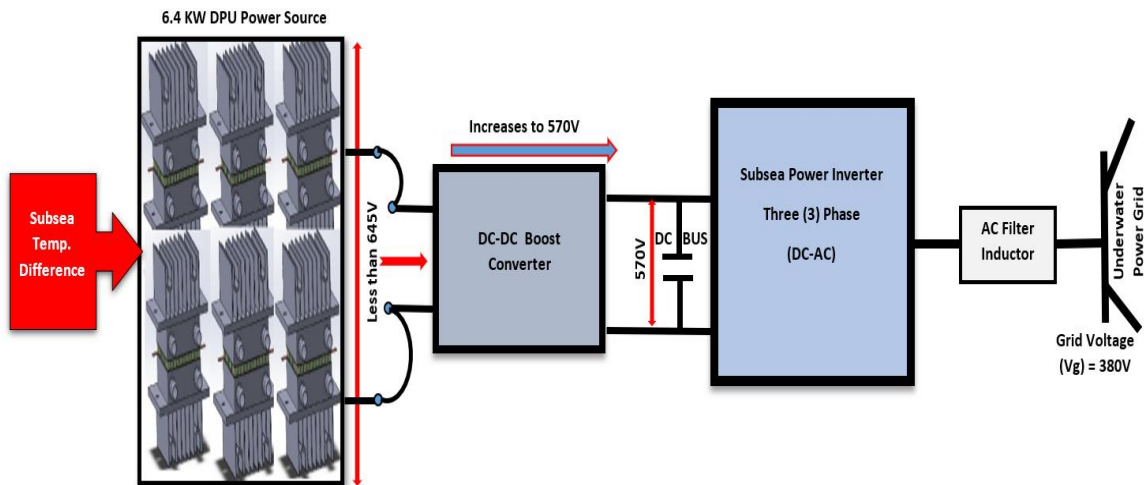 6.4 KW DPU Power Source
Subsea
Temp.
Difference
Less than 645V
Increases to 570V
DC-DC Boost
Converter
570V
DC BUS
Subsea Power Inverter
Three (3) Phase
(DC-AC)
AC Filter
Inductor
Underwater
Power Grid
Grid Voltage
(Vg) = 380V